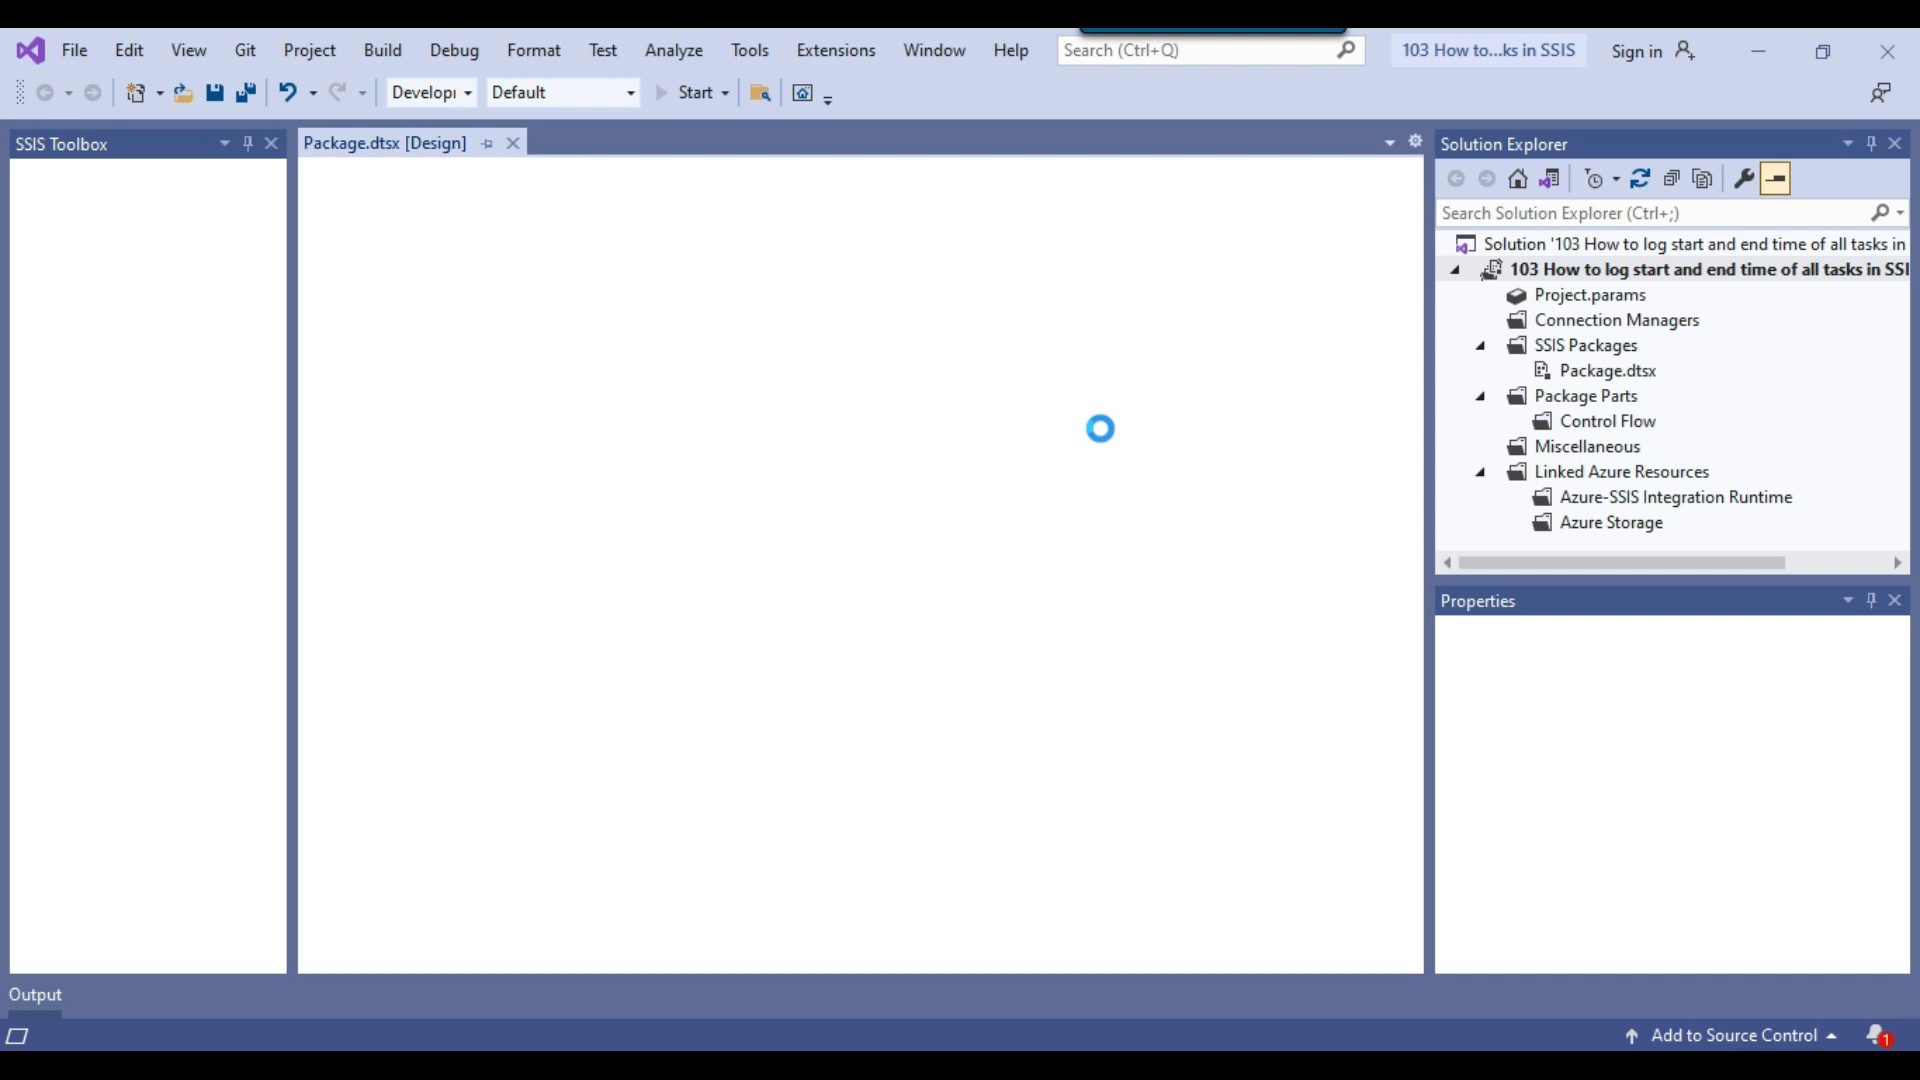 File Edit View Git Project Build Debug Format Test Analyze Tools Extensions Window Help Search (Ctrl+Q) 103 How to...ks in SSIS Sign in
Default Start
SSIS Toolbox
Package.dtsx [Design]
Solution Explorer
Search Solution Explorer (Ctrl+;)
Solution '103 How to log start and end time of all tasks in
103 How to log start and end time of all tasks in SSI
Project.params
Connection Managers
SSIS Packages
Package.dtsx
Package Parts
Control Flow
Miscellaneous
Linked Azure Resources
Azure-SSIS Integration Runtime
Azure Storage
Properties
Output
Add to Source Control 1